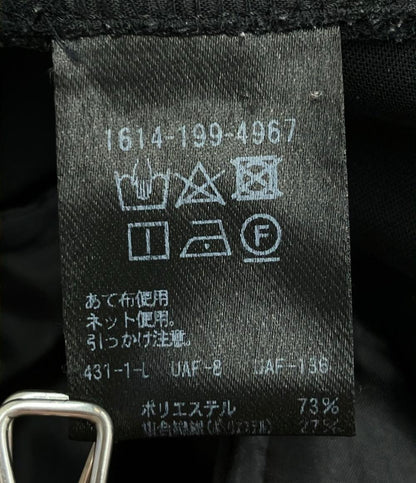 1614-199-4967
F
あて布使用
ネット使用。
引っかけ注意。
431-1-L UAF-8 UAF-136
ポリエステル 73%